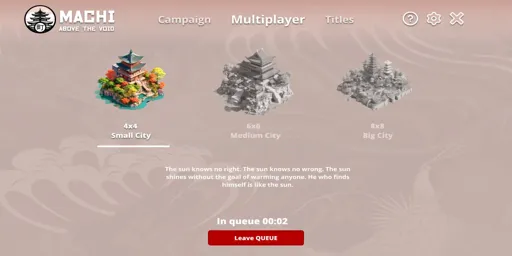 MACHI
ABOVE THE VOID
Campaign
Multiplayer
Titles
4x4
Small City
6x6
Medium City
8x8
Big City
The sun knows no right. The sun knows no wrong. The sun
shines without the goal of warming anyone. He who finds
himself is like the sun.
In queue 00:02
Leave QUEUE